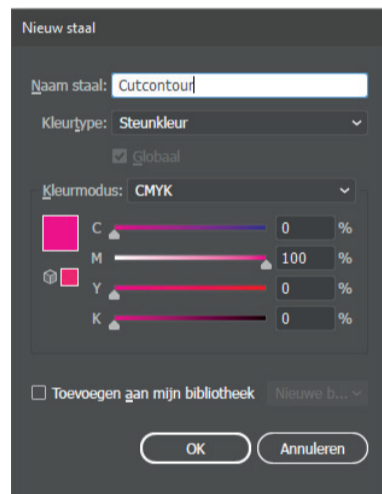 Nieuw staal
Naam staal: Cutcontour
Kleurtype: Steunkleur
Globaal
Kleurmodus: CMYK
C 0 %
M 100 %
Y 0 %
K 0 %
Toevoegen aan mijn bibliotheek Nieuwe b...
OK Annuleren